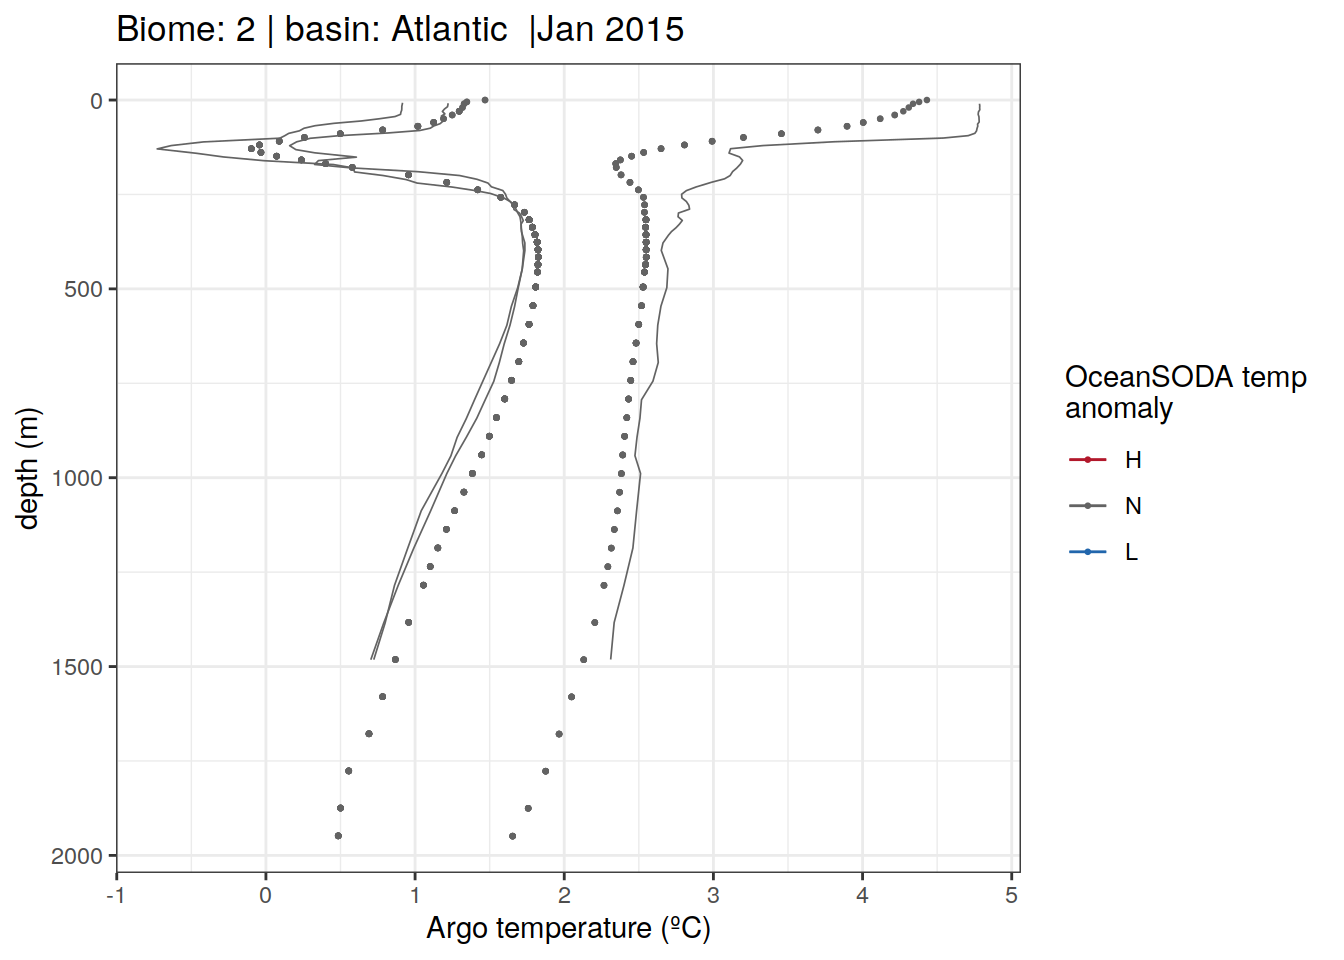 Biome: 2 | basin: Atlantic  |Jan 2015
0
500
1000
1500
2000
depth (m)
-1 0 1 2 3 4 5
Argo temperature (ºC)
OceanSODA temp
anomaly
H
N
L